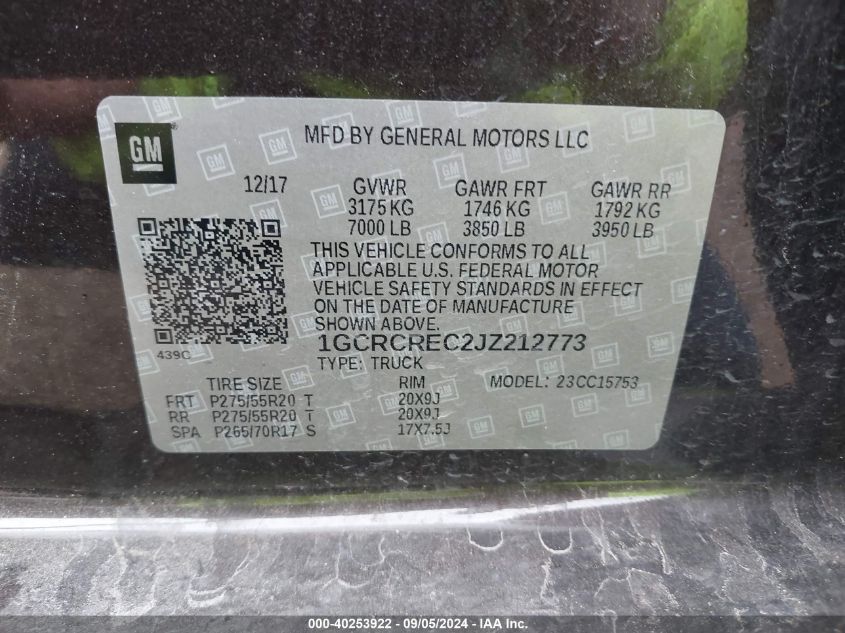 GM
MFD BY GENERAL MOTORS LLC
12/17 GVWR GAWR FRT GAWR RR
3175 KG 1746 KG 1792 KG
7000 LB 3850 LB 3950 LB
THIS VEHICLE CONFORMS TO ALL
APPLICABLE U.S. FEDERAL MOTOR
VEHICLE SAFETY STANDARDS IN EFFECT
ON THE DATE OF MANUFACTURE
SHOWN ABOVE.
439C
1GCRCREC2JZ212773
TYPE: TRUCK
TIRE SIZE RIM MODEL: 23CC15753
FRT P275/55R20 T 20X9J
RR P275/55R20 T 20X9J
SPA P265/70R17 S 17X7.5J
000-40253922 - 09/05/2024 - IAA Inc.